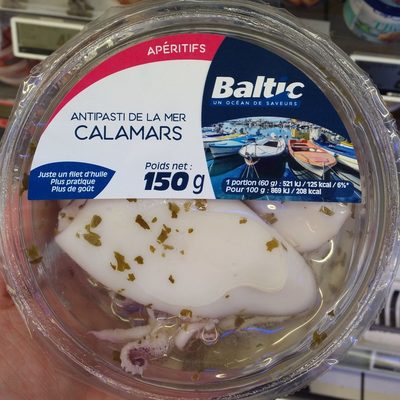 APÉRITIFS
Baltic
UN OCÉAN DE SAVEURS
ANTIPASTI DE LA MER
CALAMARS
Juste un filet d'huile
Plus pratique
Plus de goût
Poids net :
150 g
1 portion (60 g) : 521 kJ / 125 kcal / 6%*
Pour 100 g : 869 kJ / 208 kcal